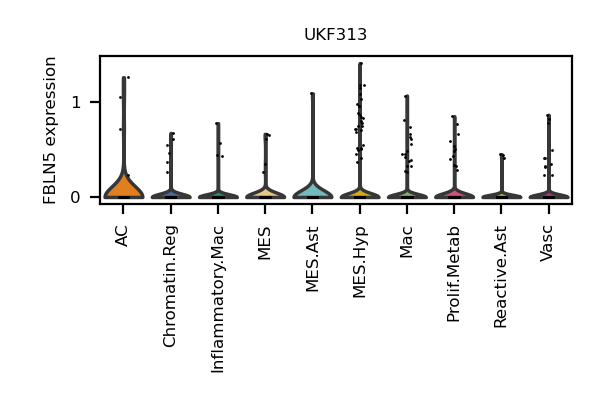 UKF313
FBLN5 expression
1
0
AC
Chromatin.Reg
Inflammatory.Mac
MES
MES.Ast
MES.Hyp
Mac
Prolif.Metab
Reactive.Ast
Vasc